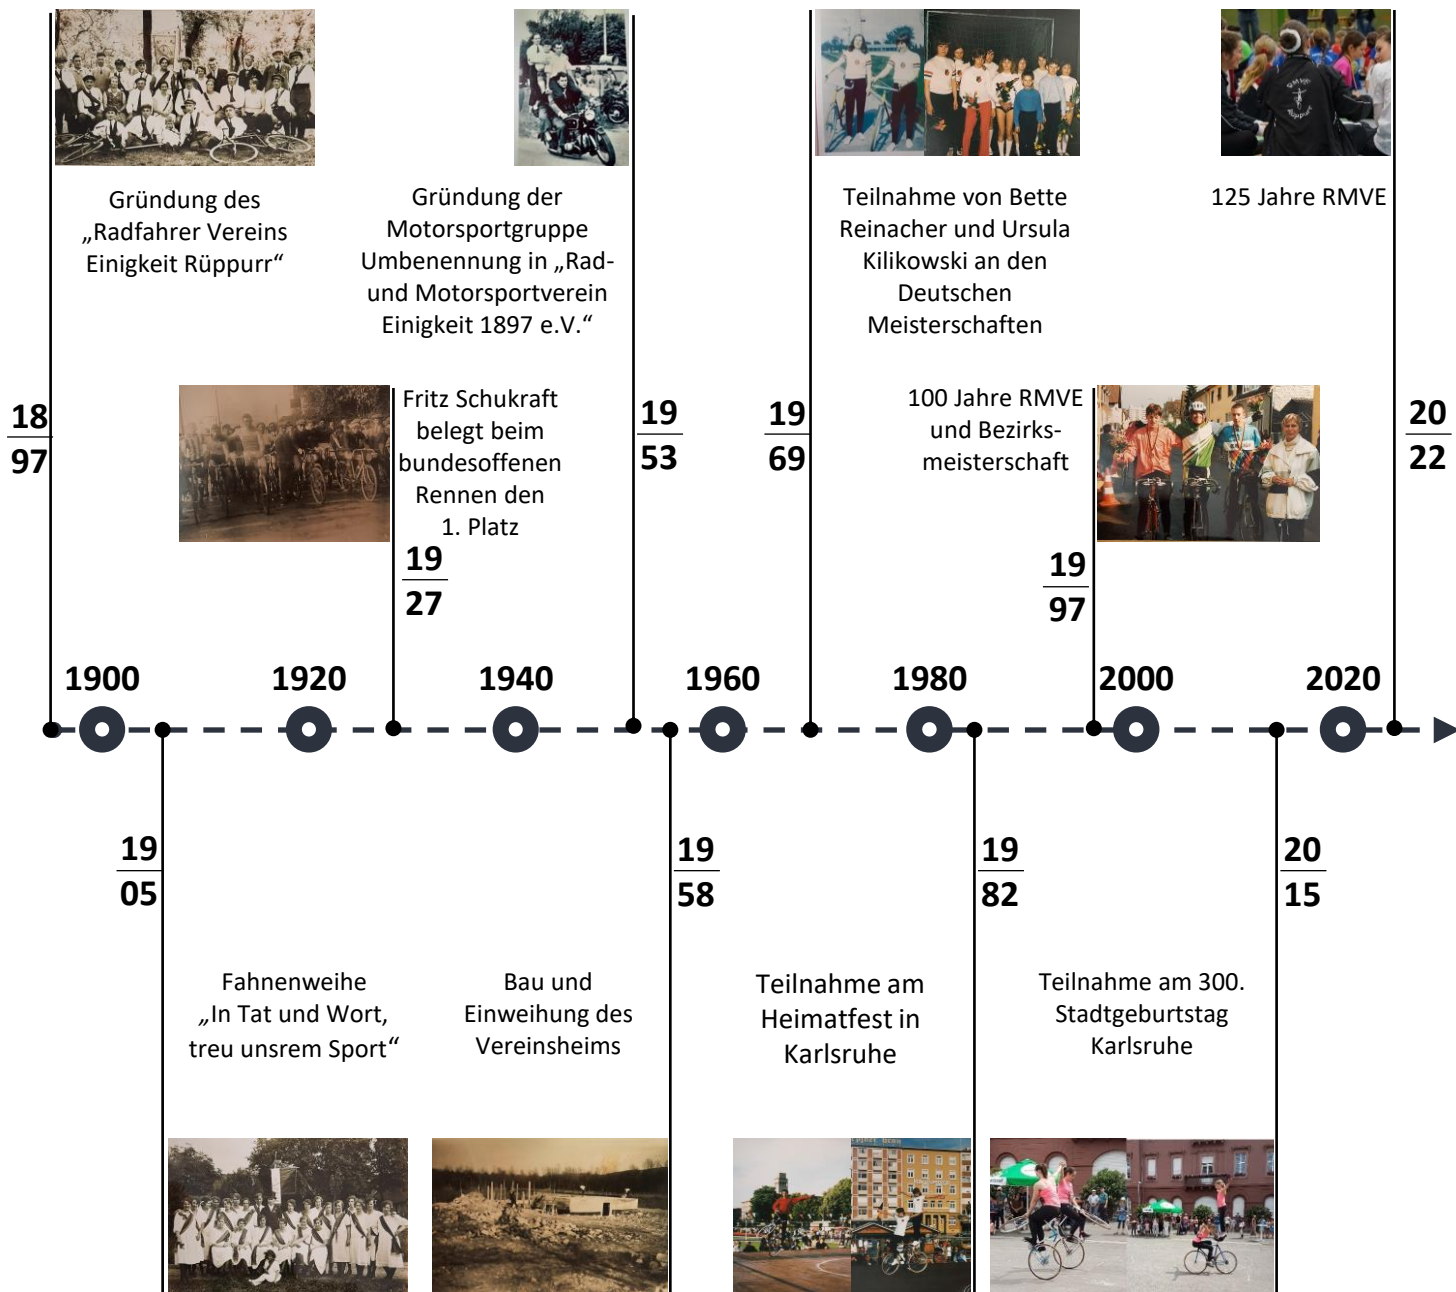 Gründung des
„Radfahrer Vereins
Einigkeit Rüppurr“
Gründung der
Motorsportgruppe
Umbenennung in „Rad-
und Motorsportverein
Einigkeit 1897 e.V.“
Teilnahme von Bette
Reinacher und Ursula
Kilikowski an den
Deutschen
Meisterschaften
125 Jahre RMVE
RMVE
Rüppurr
18
97
Fritz Schukraft
belegt beim
bundesoffenen
Rennen den
1. Platz
19
27
19
53
19
69
100 Jahre RMVE
und Bezirks-
meisterschaft
19
97
20
22
1900
1920
1940
1960
1980
2000
2020
19
05
19
58
19
82
20
15
Fahnenweihe
„In Tat und Wort,
treu unsrem Sport“
Bau und
Einweihung des
Vereinsheims
Teilnahme am
Heimatfest in
Karlsruhe
Teilnahme am 300.
Stadtgeburtstag
Karlsruhe